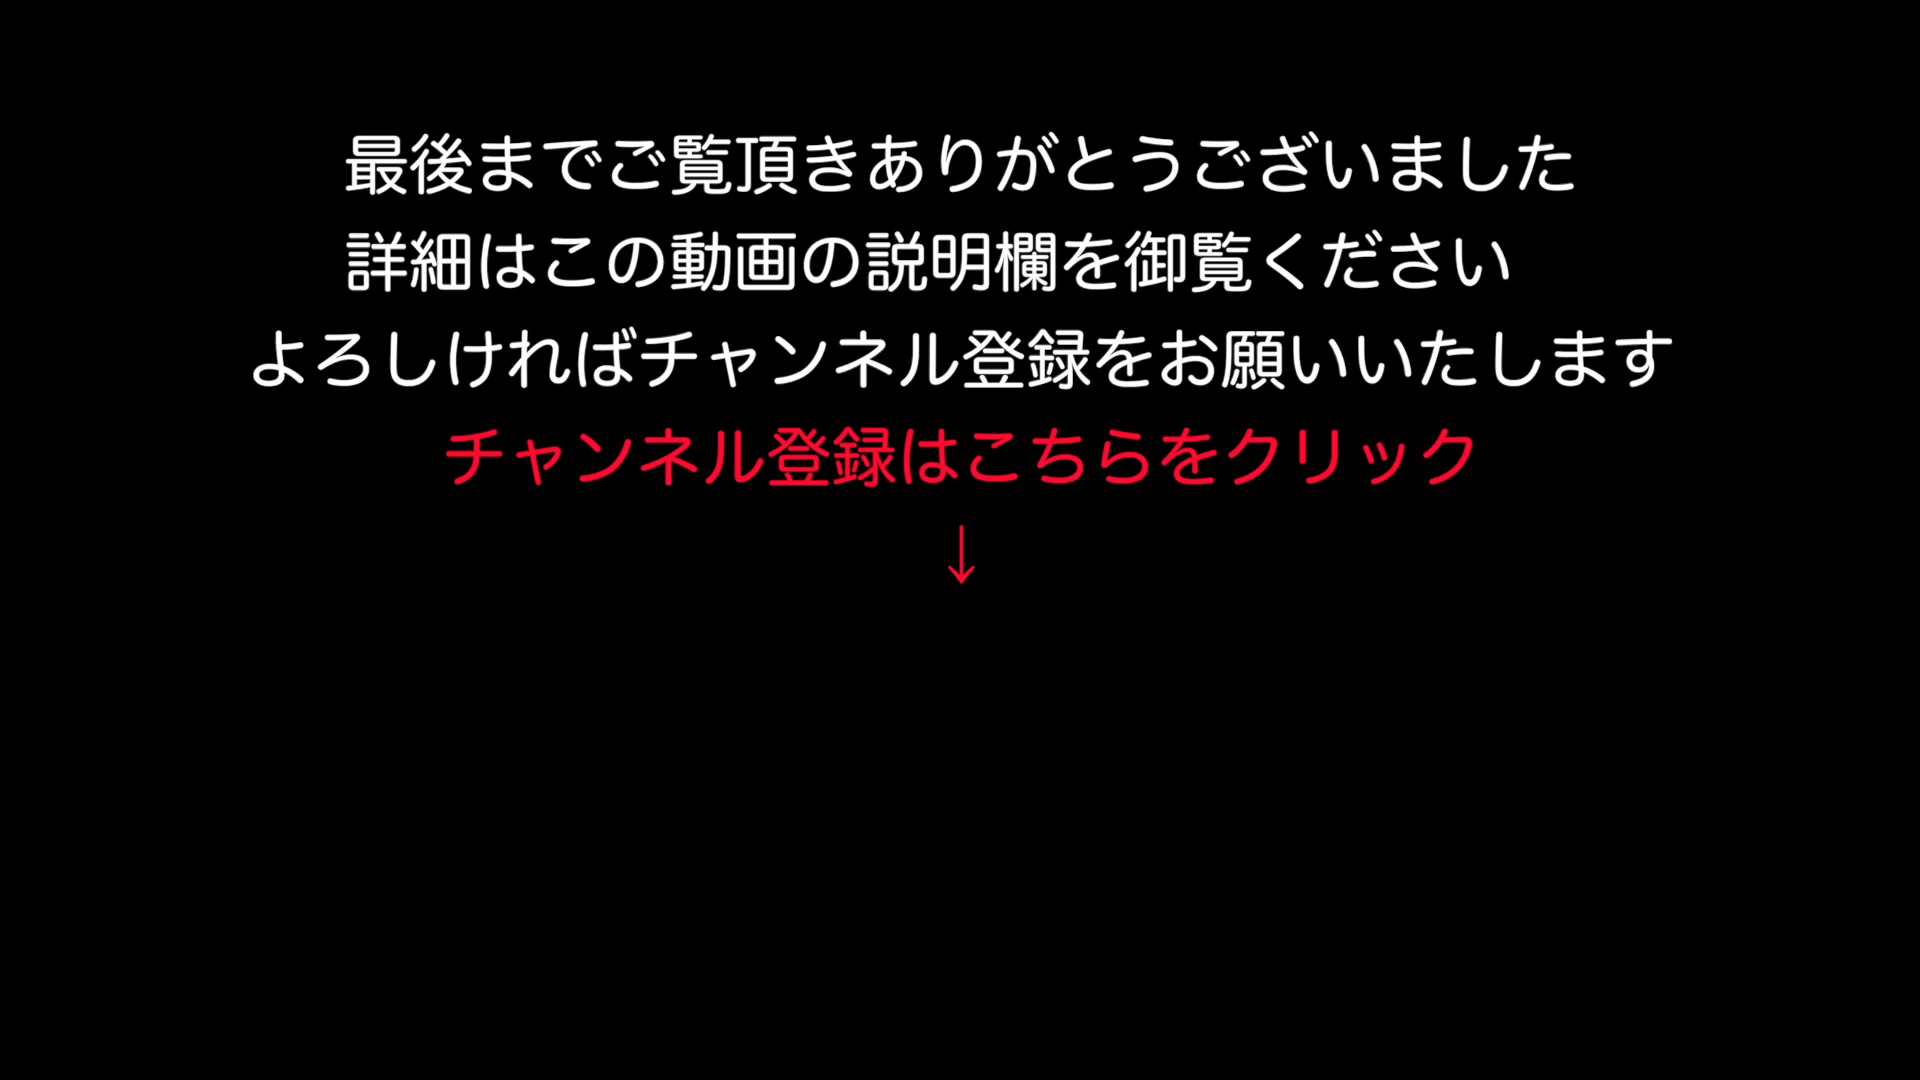 最後までご覧頂きありがとうございました
詳細はこの動画の説明欄を御覧ください
よろしければチャンネル登録をお願いいたします
チャンネル登録はこちらをクリック
↓